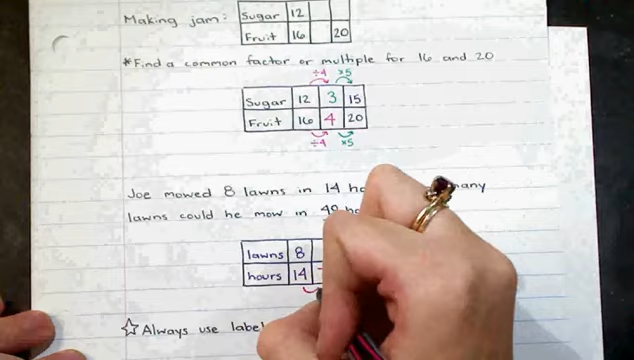 Making jam: Sugar 12
Fruit 16 20
*Find a common factor or multiple for 16 and 20
÷4 ×5
Sugar 12 3 15
Fruit 16 4 20
÷4 ×5
Joe mowed 8 lawns in 14 many
lawns could he mow in
lawns 8
hours 14
☆Always use